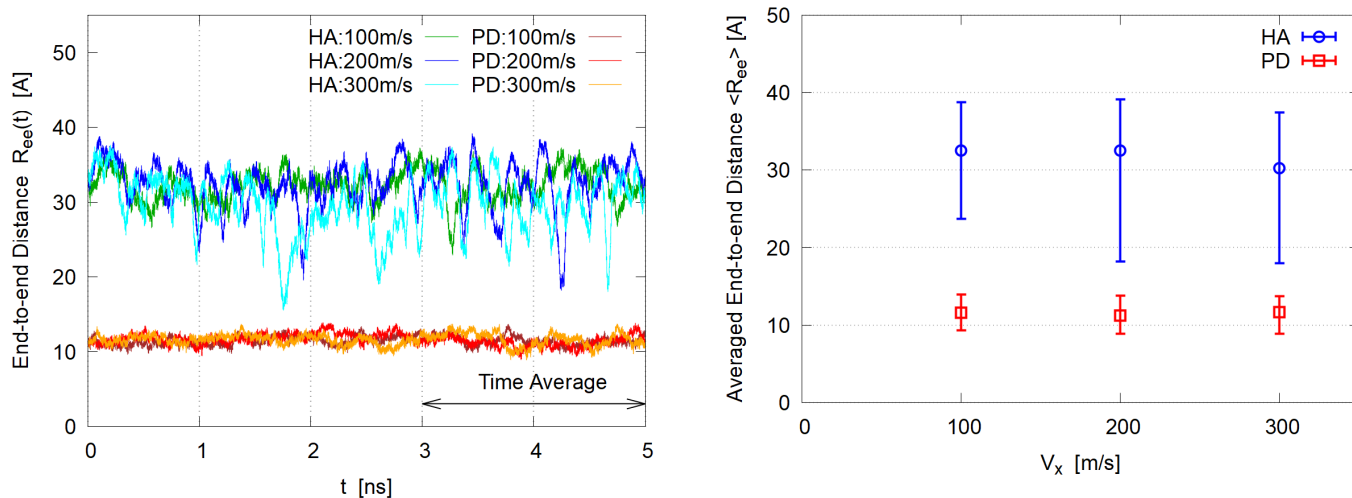 End-to-end Distance R_ee(t) [A]
50
40
30
20
10
0
HA:100m/s PD:100m/s
HA:200m/s PD:200m/s
HA:300m/s PD:300m/s
Time Average
0 1 2 3 4 5
t [ns]
Averaged End-to-end Distance <R_ee> [A]
50
40
30
20
10
0
HA
PD
0 100 200 300
V_x [m/s]